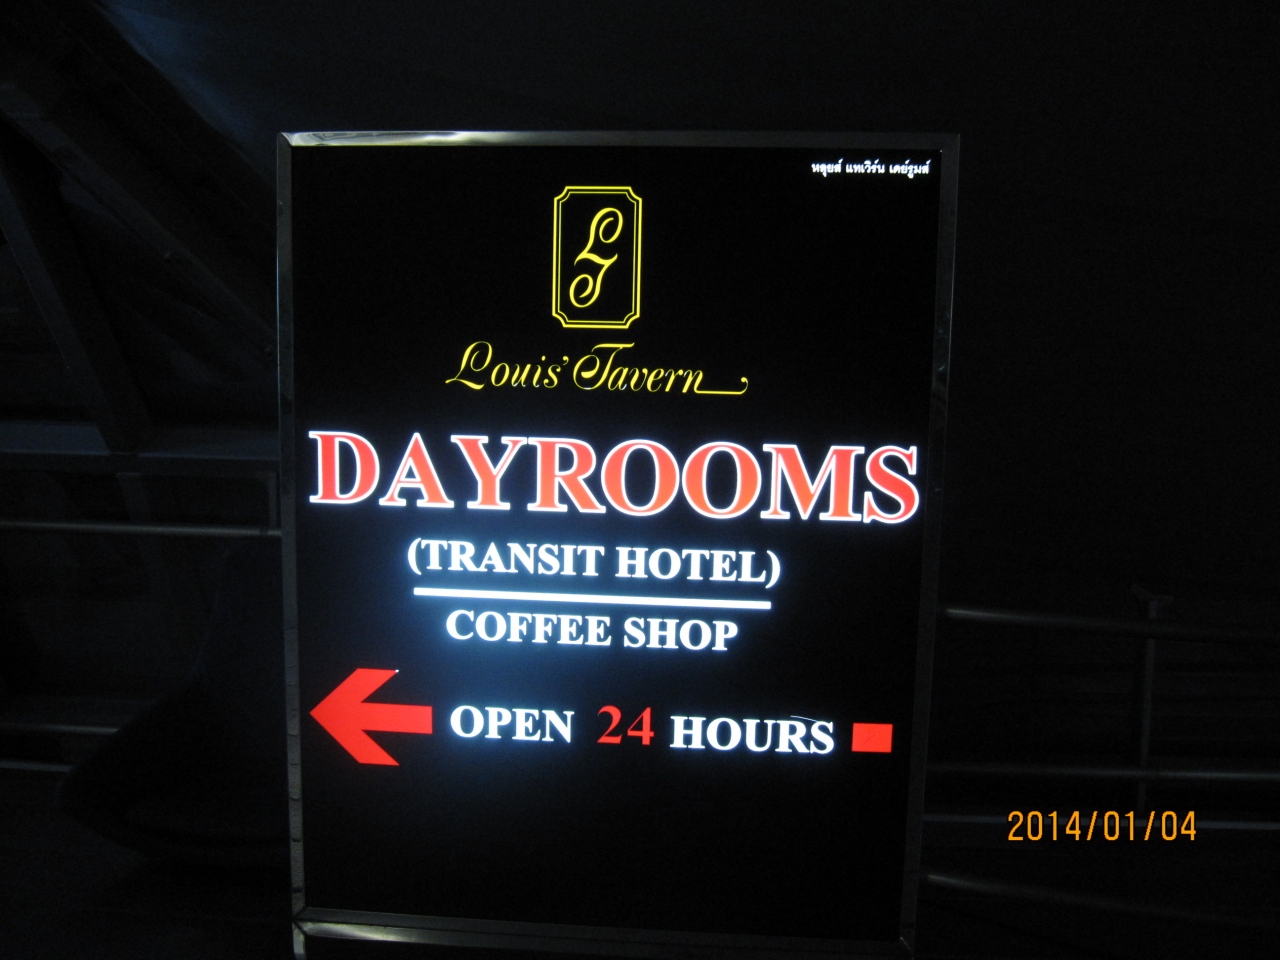 หลุยส์ แทเวิร์น เดย์รูมส์
LT
Louis' Tavern
DAYROOMS
(TRANSIT HOTEL)
COFFEE SHOP
OPEN 24 HOURS
2014/01/04